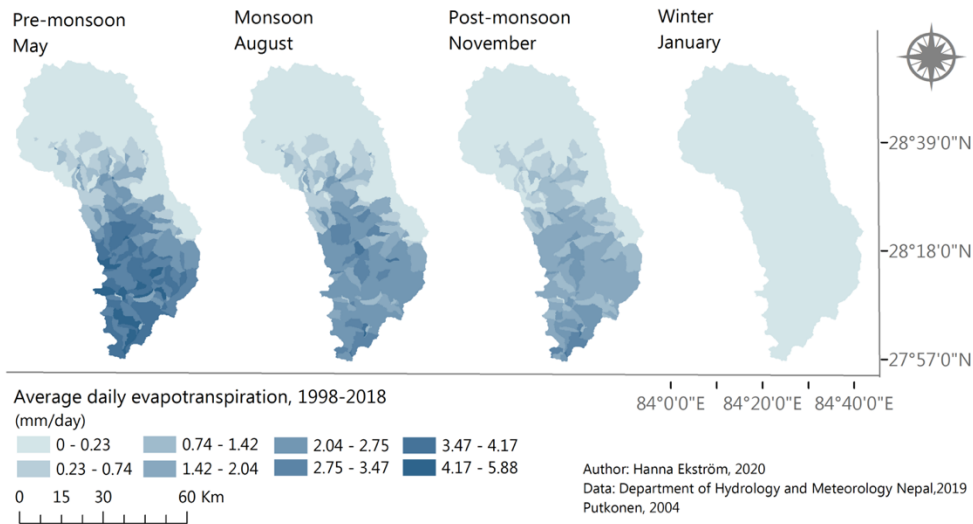 Pre-monsoon
May
Monsoon
August
Post-monsoon
November
Winter
January
28°39'0"N
28°18'0"N
27°57'0"N
84°0'0"E 84°20'0"E 84°40'0"E
Average daily evapotranspiration, 1998-2018
(mm/day)
0 - 0.23 0.74 - 1.42 2.04 - 2.75 3.47 - 4.17
0.23 - 0.74 1.42 - 2.04 2.75 - 3.47 4.17 - 5.88
0 15 30 60 Km
Author: Hanna Ekström, 2020
Data: Department of Hydrology and Meteorology Nepal,2019
Putkonen, 2004